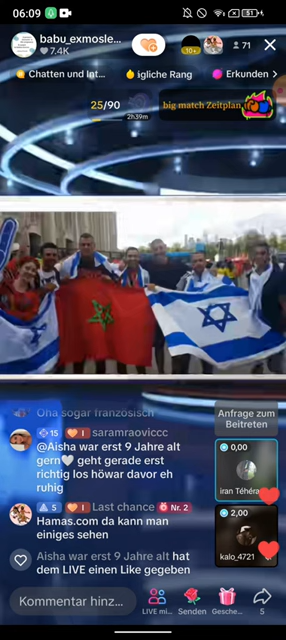 06:09
51
babu_exmosle...
7.4K
10+
71
Chatten und Int...
igliche Rang
Erkunden >
25/90
2h39m
big match Zeitplan
Oha sogar französisch
Anfrage zum
Beitreten
15 I saramraoviccc
@Aisha war erst 9 Jahre alt
gern🤍 geht gerade erst
richtig los höwar davor eh
ruhig
0,00
iran Téhéra
5 I Last chance Nr. 2
Hamas.com da kann man
einiges sehen
2,00
kalo_4721
Aisha war erst 9 Jahre alt hat
dem LIVE einen Like gegeben
Kommentar hinz...
LIVE mi...
Senden
Gesche...
5